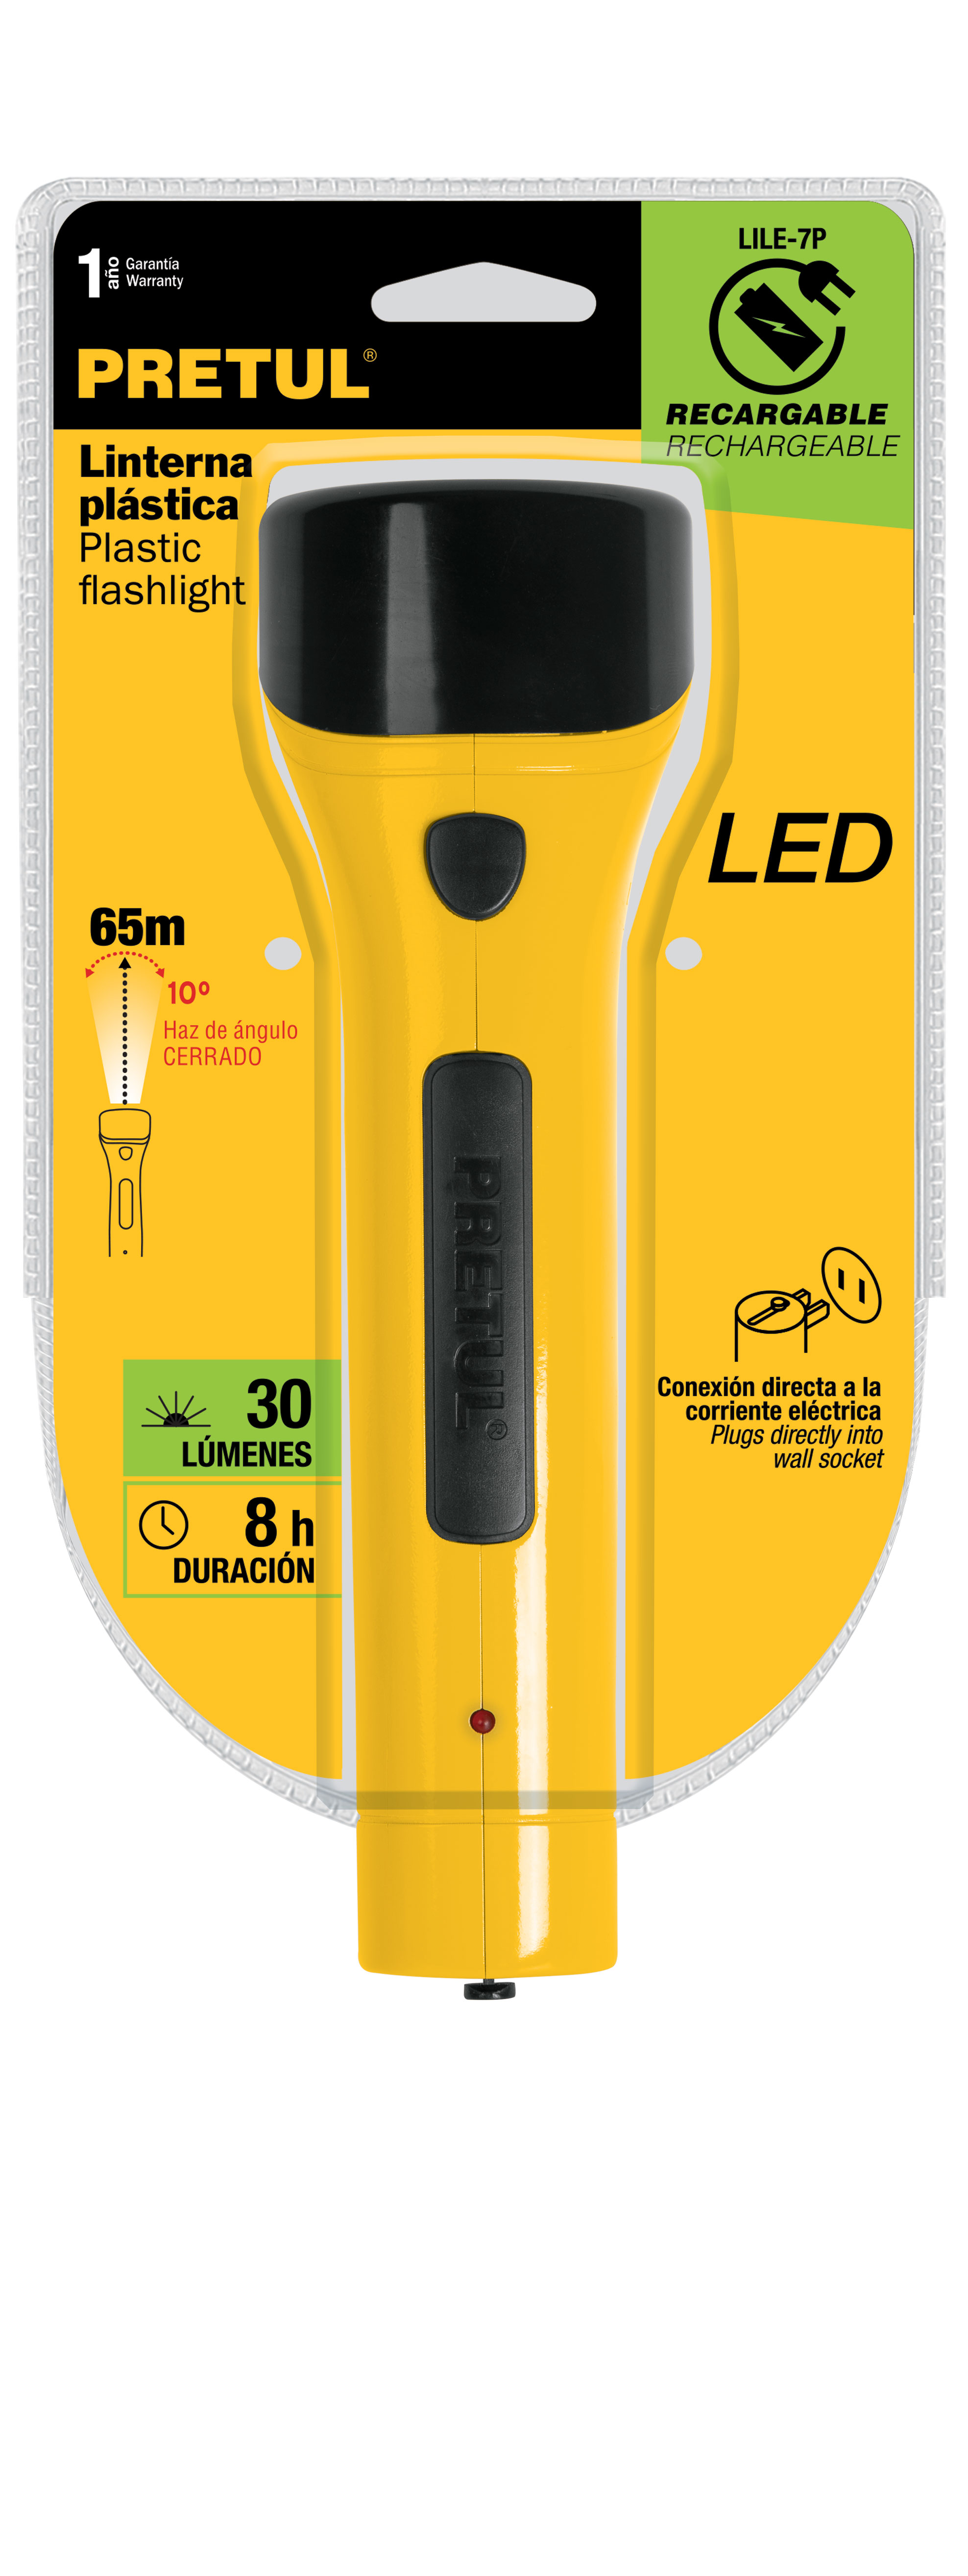 1 año Garantía
Warranty
PRETUL®
LILE-7P
RECARGABLE
RECHARGEABLE
Linterna
plástica
Plastic
flashlight
LED
65m
10º
Haz de ángulo
CERRADO
PRETUL®
Conexión directa a la
corriente eléctrica
Plugs directly into
wall socket
30
LÚMENES
8 h
DURACIÓN